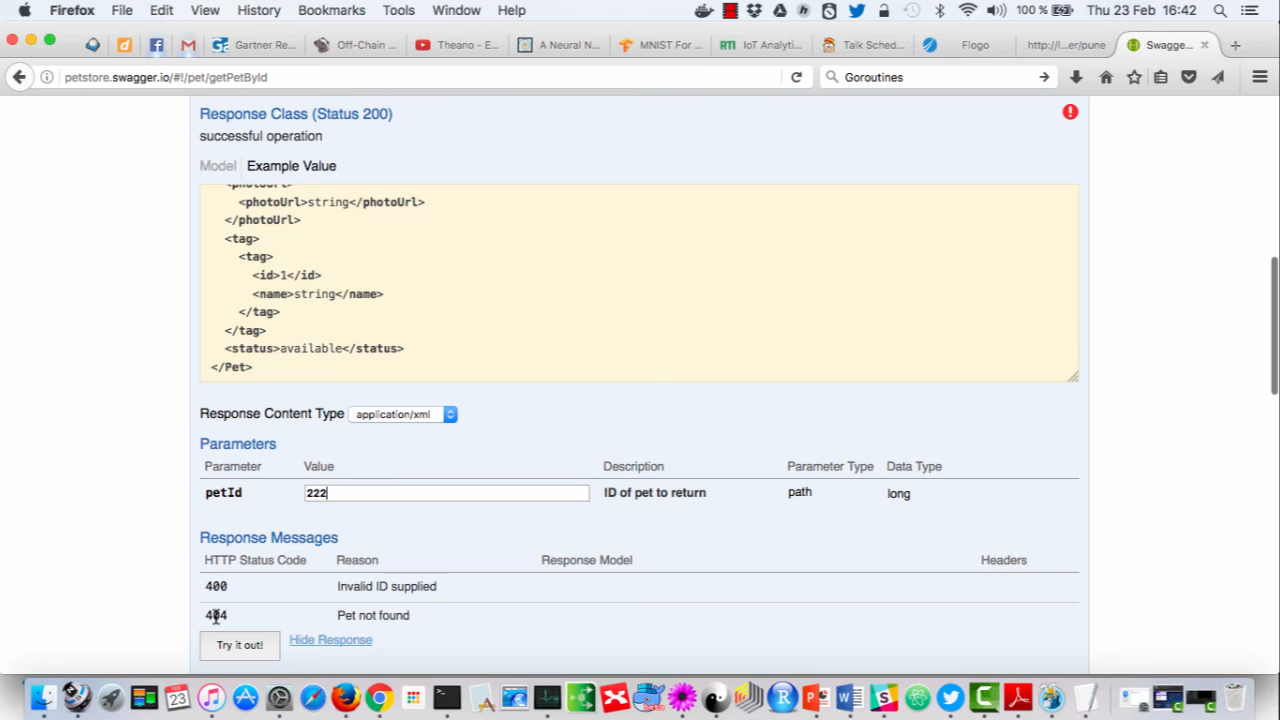 Firefox File Edit View History Bookmarks Tools Window Help 100 % Thu 23 Feb 16:42
Gartner Re... Off-Chain ... Theano - E... A Neural N... MNIST For ... RTI IoT Analyti... Talk Sched... Flogo http://l...er/pune Swagge... ×
petstore.swagger.io/#!/pet/getPetById Goroutines
Response Class (Status 200)
successful operation
Model Example Value
<photoUrl>
<photoUrl>string</photoUrl>
</photoUrl>
<tag>
<tag>
<id>1</id>
<name>string</name>
</tag>
</tag>
<status>available</status>
</Pet>
Response Content Type application/xml
Parameters
Parameter Value Description Parameter Type Data Type
petId 222 ID of pet to return path long
Response Messages
HTTP Status Code Reason Response Model Headers
400 Invalid ID supplied
404 Pet not found
Try it out! Hide Response
FEB
23